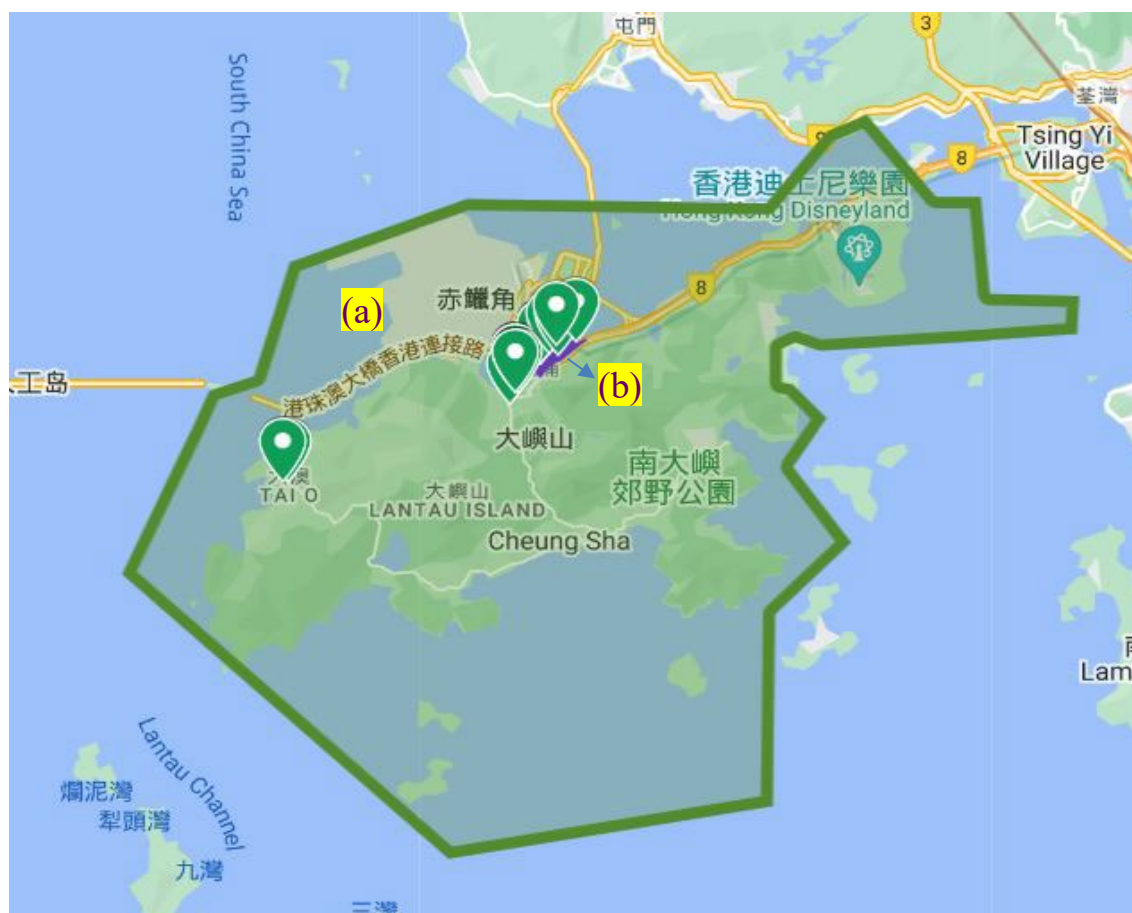 屯門
3
South China Sea
荃灣
Tsing Yi
Village
9
8
香港迪士尼樂園
Hong Kong Disneyland
8
赤鱲角
(a)
港珠澳大橋香港連接路
工岛
(b)
大嶼山
TAI O
大嶼山
LANTAU ISLAND
南大嶼
郊野公園
Cheung Sha
Lam
Lantau Channel
爛泥灣
犁頭灣
九灣